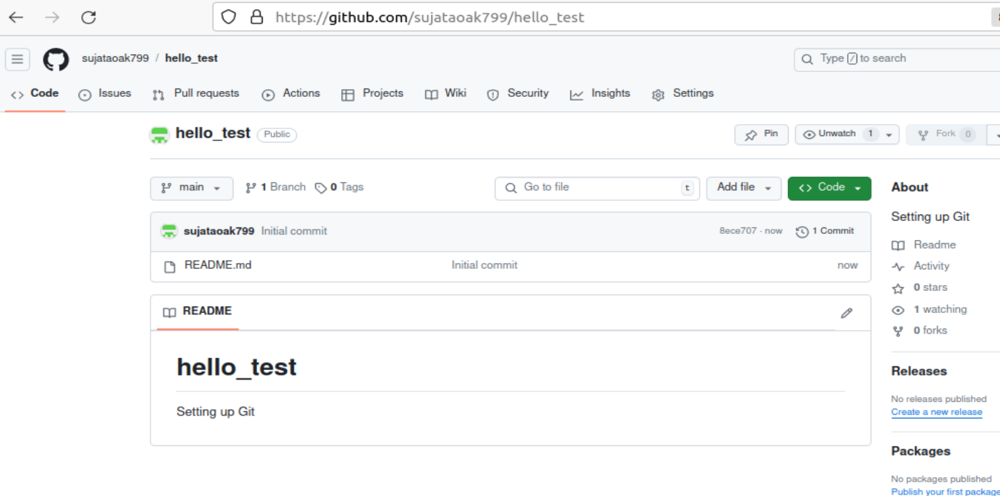 https://github.com/sujataoak799/hello_test
sujataoak799 / hello_test
Type / to search
Code Issues Pull requests Actions Projects Wiki Security Insights Settings
hello_test Public
Pin Unwatch 1 Fork 0
main 1 Branch 0 Tags
Go to file t Add file Code
sujataoak799 Initial commit 8ece707 · now 1 Commit
README.md Initial commit now
README
hello_test
Setting up Git
About
Setting up Git
Readme
Activity
0 stars
1 watching
0 forks
Releases
No releases published
Create a new release
Packages
No packages published
Publish your first package